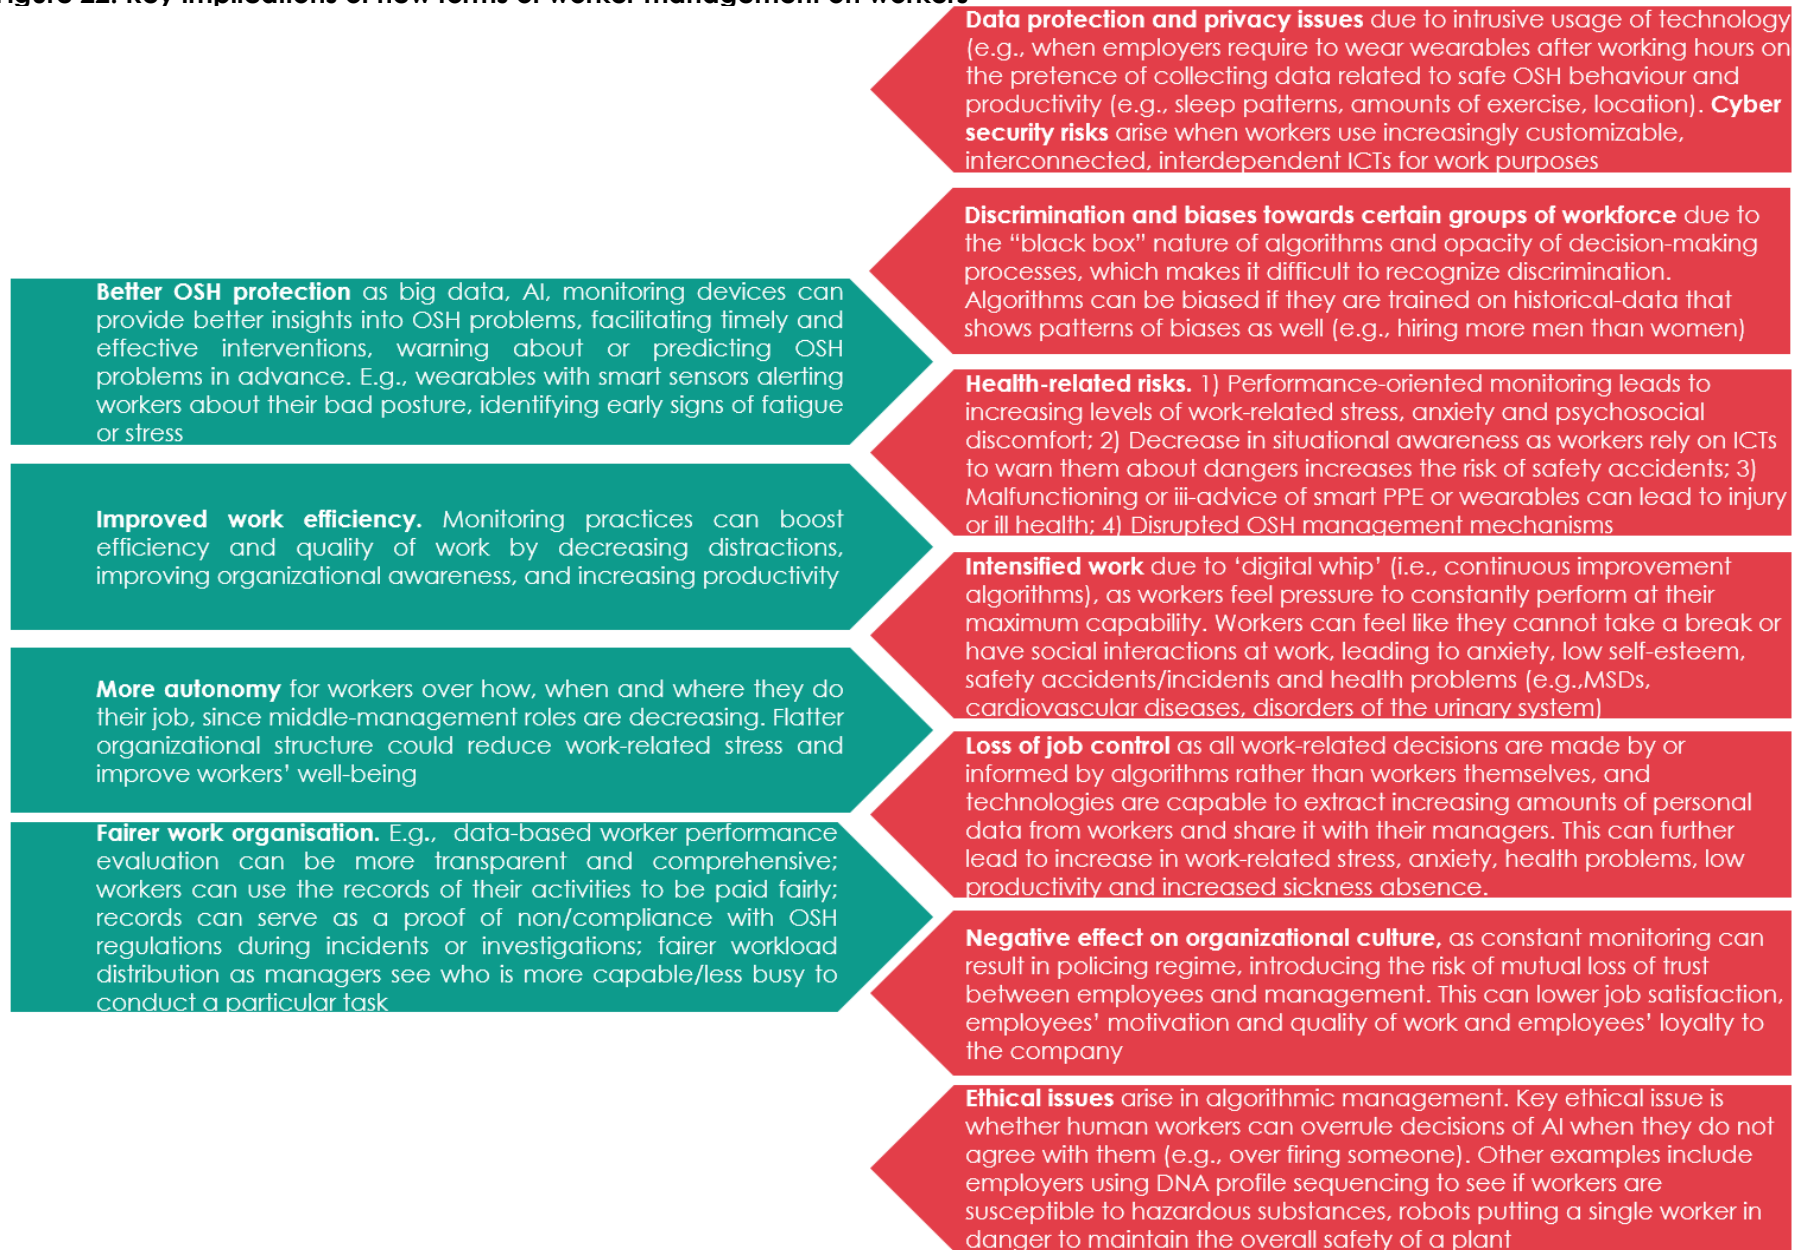 Figure 22. Key implications of new forms of worker management on workers
Better OSH protection as big data, AI, monitoring devices can
provide better insights into OSH problems, facilitating timely and
effective interventions, warning about or predicting OSH
problems in advance. E.g., wearables with smart sensors alerting
workers about their bad posture, identifying early signs of fatigue
or stress
Improved work efficiency. Monitoring practices can boost
efficiency and quality of work by decreasing distractions,
improving organizational awareness, and increasing productivity
More autonomy for workers over how, when and where they do
their job, since middle-management roles are decreasing. Flatter
organizational structure could reduce work-related stress and
improve workers’ well-being
Fairer work organisation. E.g., data-based worker performance
evaluation can be more transparent and comprehensive;
workers can use the records of their activities to be paid fairly;
records can serve as a proof of non/compliance with OSH
regulations during incidents or investigations; fairer workload
distribution as managers see who is more capable/less busy to
conduct a particular task
Data protection and privacy issues due to intrusive usage of technology
(e.g., when employers require to wear wearables after working hours on
the pretence of collecting data related to safe OSH behaviour and
productivity (e.g., sleep patterns, amounts of exercise, location). Cyber
security risks arise when workers use increasingly customizable,
interconnected, interdependent ICTs for work purposes
Discrimination and biases towards certain groups of workforce due to
the “black box” nature of algorithms and opacity of decision-making
processes, which makes it difficult to recognize discrimination.
Algorithms can be biased if they are trained on historical-data that
shows patterns of biases as well (e.g., hiring more men than women)
Health-related risks. 1) Performance-oriented monitoring leads to
increasing levels of work-related stress, anxiety and psychosocial
discomfort; 2) Decrease in situational awareness as workers rely on ICTs
to warn them about dangers increases the risk of safety accidents; 3)
Malfunctioning or iii-advice of smart PPE or wearables can lead to injury
or ill health; 4) Disrupted OSH management mechanisms
Intensified work due to ‘digital whip’ (i.e., continuous improvement
algorithms), as workers feel pressure to constantly perform at their
maximum capability. Workers can feel like they cannot take a break or
have social interactions at work, leading to anxiety, low self-esteem,
safety accidents/incidents and health problems (e.g.,MSDs,
cardiovascular diseases, disorders of the urinary system)
Loss of job control as all work-related decisions are made by or
informed by algorithms rather than workers themselves, and
technologies are capable to extract increasing amounts of personal
data from workers and share it with their managers. This can further
lead to increase in work-related stress, anxiety, health problems, low
productivity and increased sickness absence.
Negative effect on organizational culture, as constant monitoring can
result in policing regime, introducing the risk of mutual loss of trust
between employees and management. This can lower job satisfaction,
employees’ motivation and quality of work and employees’ loyalty to
the company
Ethical issues arise in algorithmic management. Key ethical issue is
whether human workers can overrule decisions of AI when they do not
agree with them (e.g., over firing someone). Other examples include
employers using DNA profile sequencing to see if workers are
susceptible to hazardous substances, robots putting a single worker in
danger to maintain the overall safety of a plant